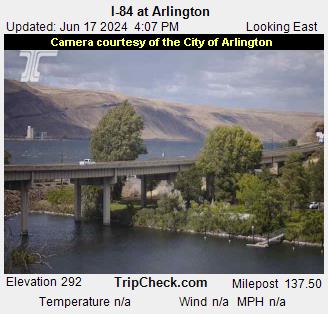 I-84 at Arlington
Updated: Jun 17 2024 4:07 PM Looking East
Camera courtesy of the City of Arlington
Elevation 292 TripCheck.com Milepost 137.50
Temperature n/a Wind n/a MPH n/a